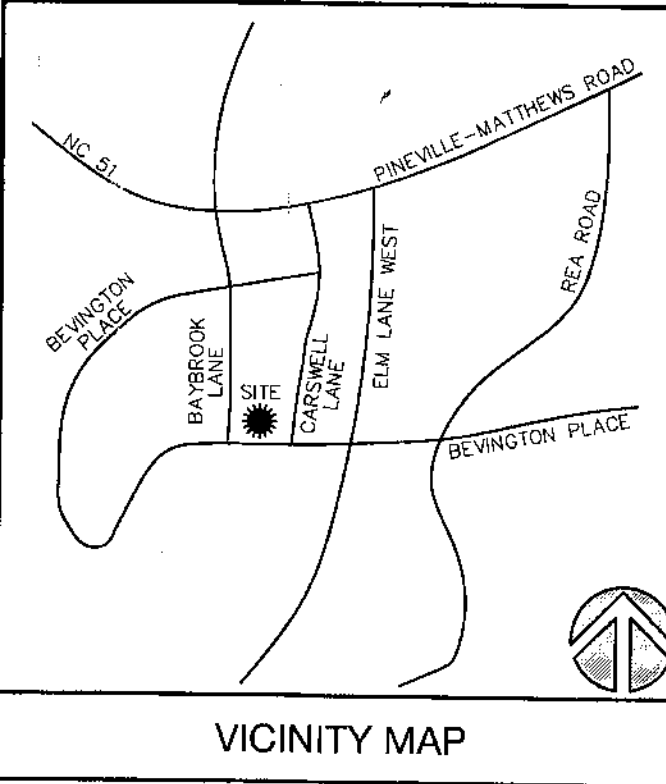 NC 51
PINEVILLE-MATTHEWS ROAD
BEVINGTON
PLACE
BAYBROOK
LANE
SITE
CARSWELL
LANE
ELM LANE WEST
REA ROAD
BEVINGTON PLACE
VICINITY MAP